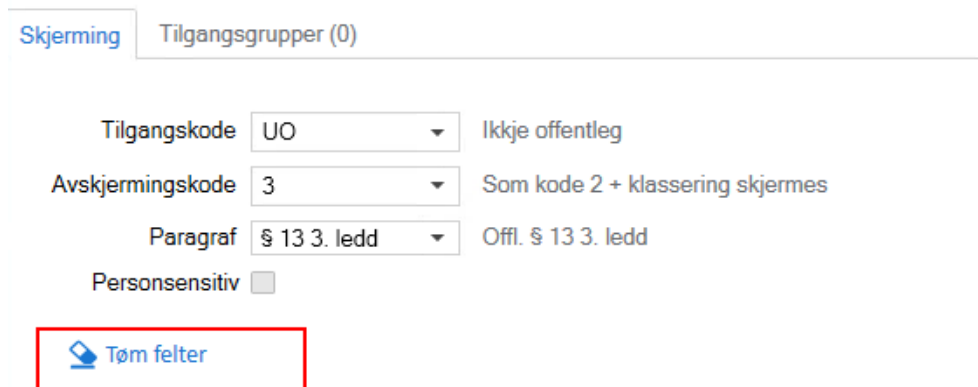 Skjerming Tilgangsgrupper (0)
Tilgangskode UO Ikkje offentleg
Avskjermingskode 3 Som kode 2 + klassering skjermes
Paragraf § 13 3. ledd Offl. § 13 3. ledd
Personsensitiv
Tøm felter